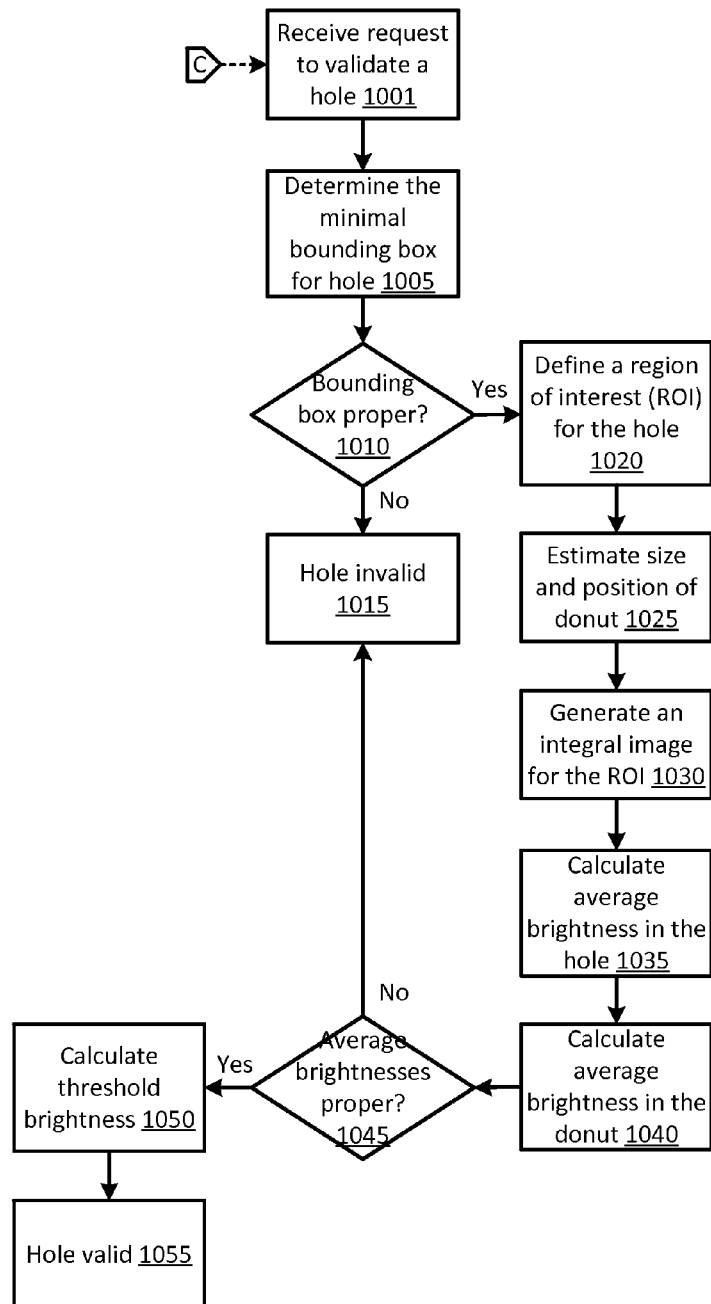 C
Receive request
to validate a
hole 1001
Determine the
minimal
bounding box
for hole 1005
Bounding
box proper?
1010
Yes
No
Define a region
of interest (ROI)
for the hole
1020
Hole invalid
1015
Estimate size
and position of
donut 1025
Generate an
integral image
for the ROI 1030
Calculate
average
brightness in the
hole 1035
Calculate
average
brightness in the
donut 1040
No
Average
brightnesses
proper?
1045
Yes
Calculate
threshold
brightness 1050
Hole valid 1055